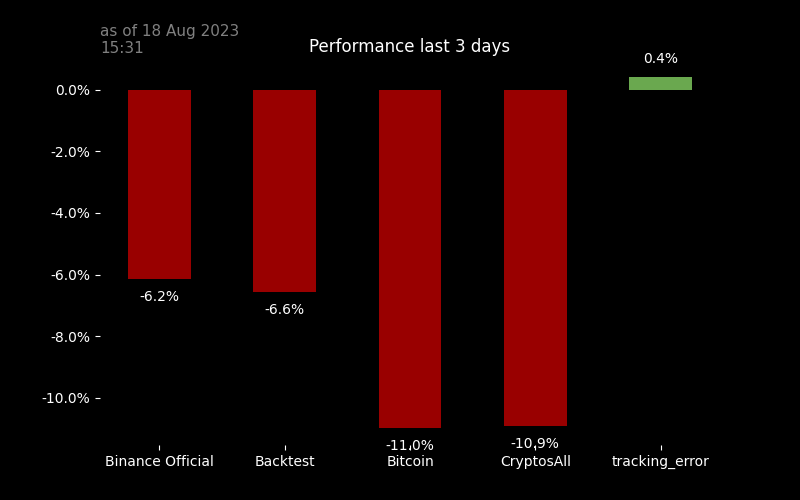 as of 18 Aug 2023
15:31
Performance last 3 days
0.4%
0.0%
-2.0%
-4.0%
-6.0%
-8.0%
-10.0%
-6.2%
-6.6%
-11.0%
-10.9%
Binance Official
Backtest
Bitcoin
CryptosAll
tracking_error